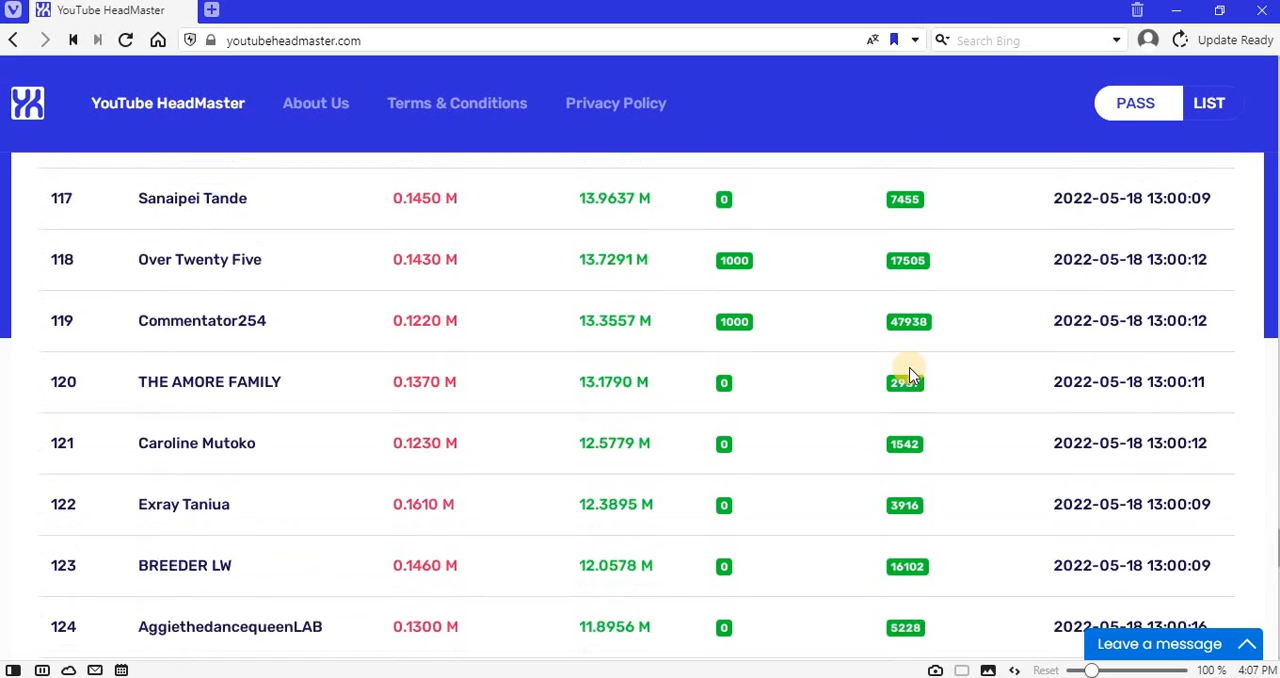 YouTube HeadMaster
youtubeheadmaster.com
Search Bing
Update Ready
YouTube HeadMaster About Us Terms & Conditions Privacy Policy PASS LIST
117 Sanaipei Tande 0.1450 M 13.9637 M 0 7455 2022-05-18 13:00:09
118 Over Twenty Five 0.1430 M 13.7291 M 1000 17505 2022-05-18 13:00:12
119 Commentator254 0.1220 M 13.3557 M 1000 47938 2022-05-18 13:00:12
120 THE AMORE FAMILY 0.1370 M 13.1790 M 0 2022-05-18 13:00:11
121 Caroline Mutoko 0.1230 M 12.5779 M 0 1542 2022-05-18 13:00:12
122 Exray Taniua 0.1610 M 12.3895 M 0 3916 2022-05-18 13:00:09
123 BREEDER LW 0.1460 M 12.0578 M 0 16102 2022-05-18 13:00:09
124 AggiethedancequeenLAB 0.1300 M 11.8956 M 0 5228 2022-05-18 13:00:16
Leave a message
Reset 100 % 4:07 PM